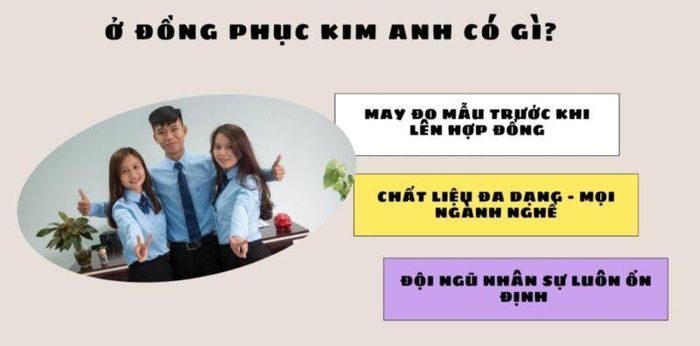 Ở ĐỒNG PHỤC KIM ANH CÓ GÌ?
MAY ĐO MẪU TRƯỚC KHI
LÊN HỢP ĐỒNG
CHẤT LIỆU ĐA DẠNG - MỌI
NGÀNH NGHỀ
ĐỘI NGŨ NHÂN SỰ LUÔN ỔN
ĐỊNH